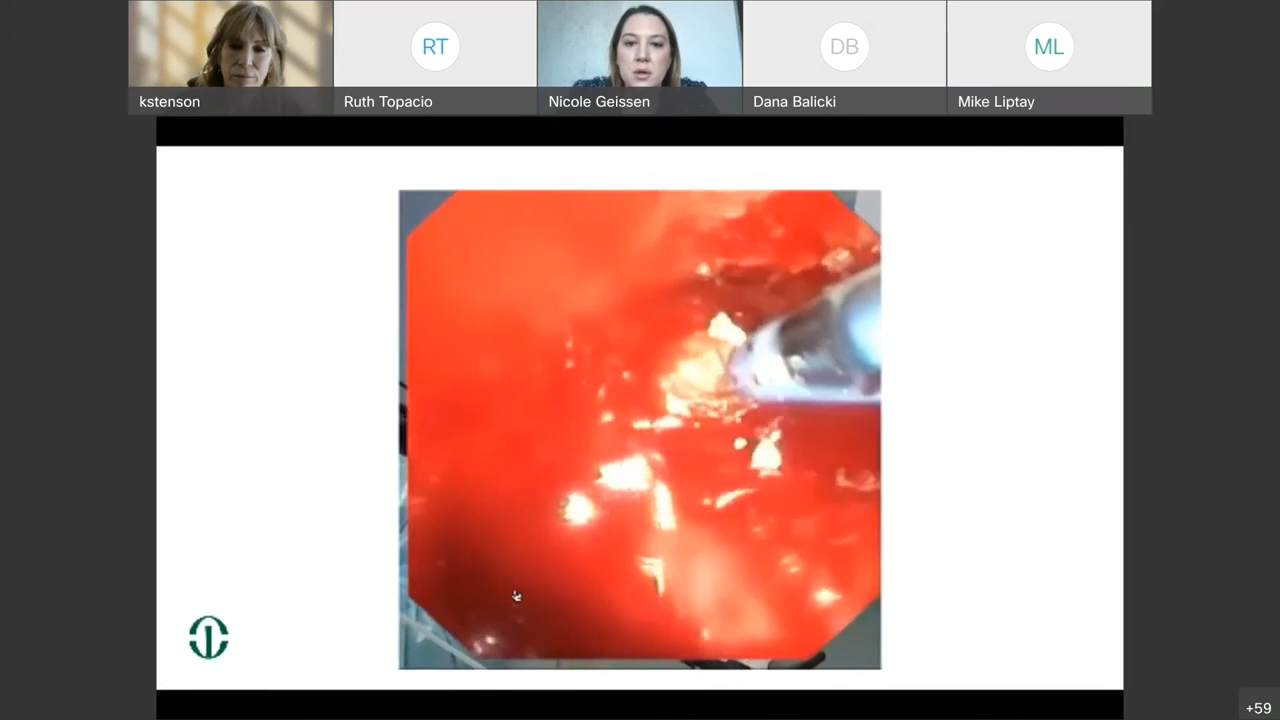 RT
DB
ML
kstenson
Ruth Topacio
Nicole Geissen
Dana Balicki
Mike Liptay
+59